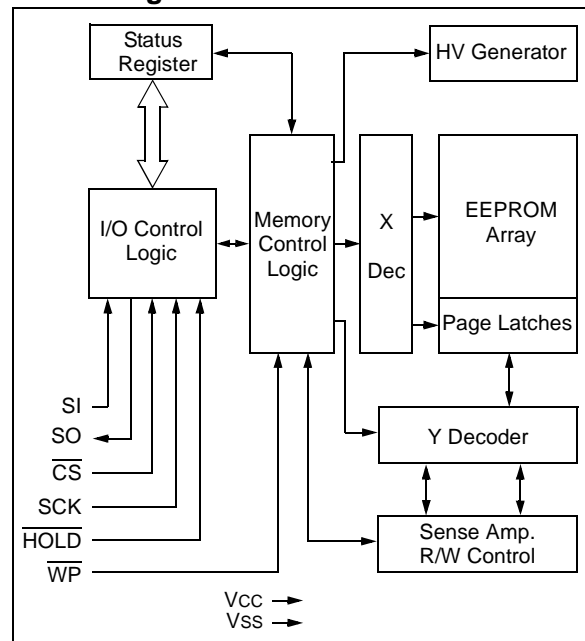 Status
Register
HV Generator
I/O Control
Logic
Memory
Control
Logic
X
Dec
EEPROM
Array
Page Latches
SI
SO
CS
SCK
HOLD
WP
Y Decoder
Sense Amp.
R/W Control
VCC
VSS